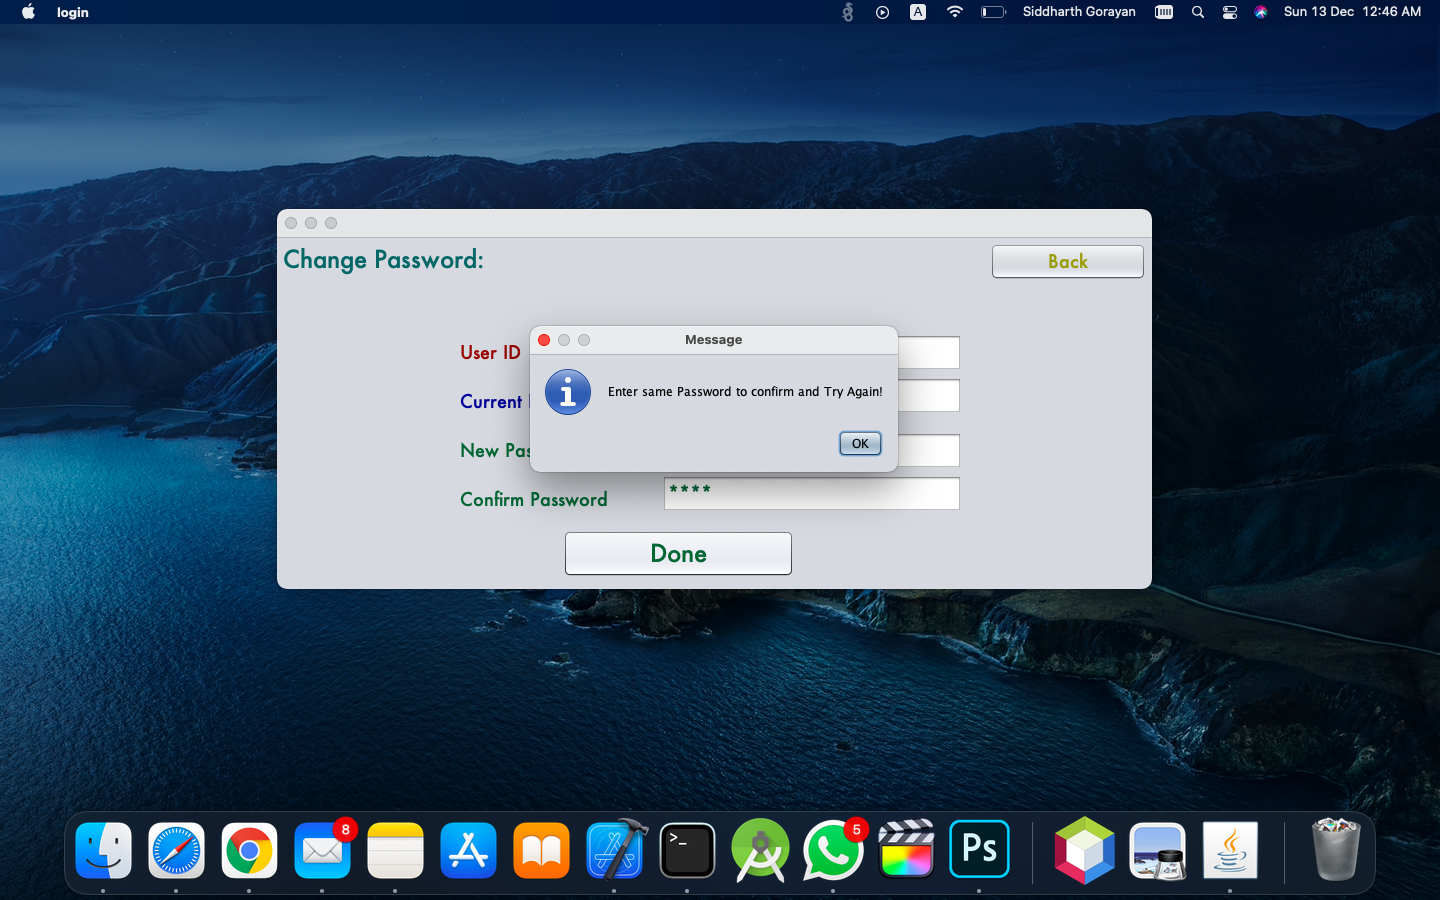 login
A
Siddharth Gorayan
Sun 13 Dec 12:46 AM
Change Password:
Back
Message
User ID
Enter same Password to confirm and Try Again!
Current
OK
New Pas
Confirm Password
****
Done
8
5
>_
Ps